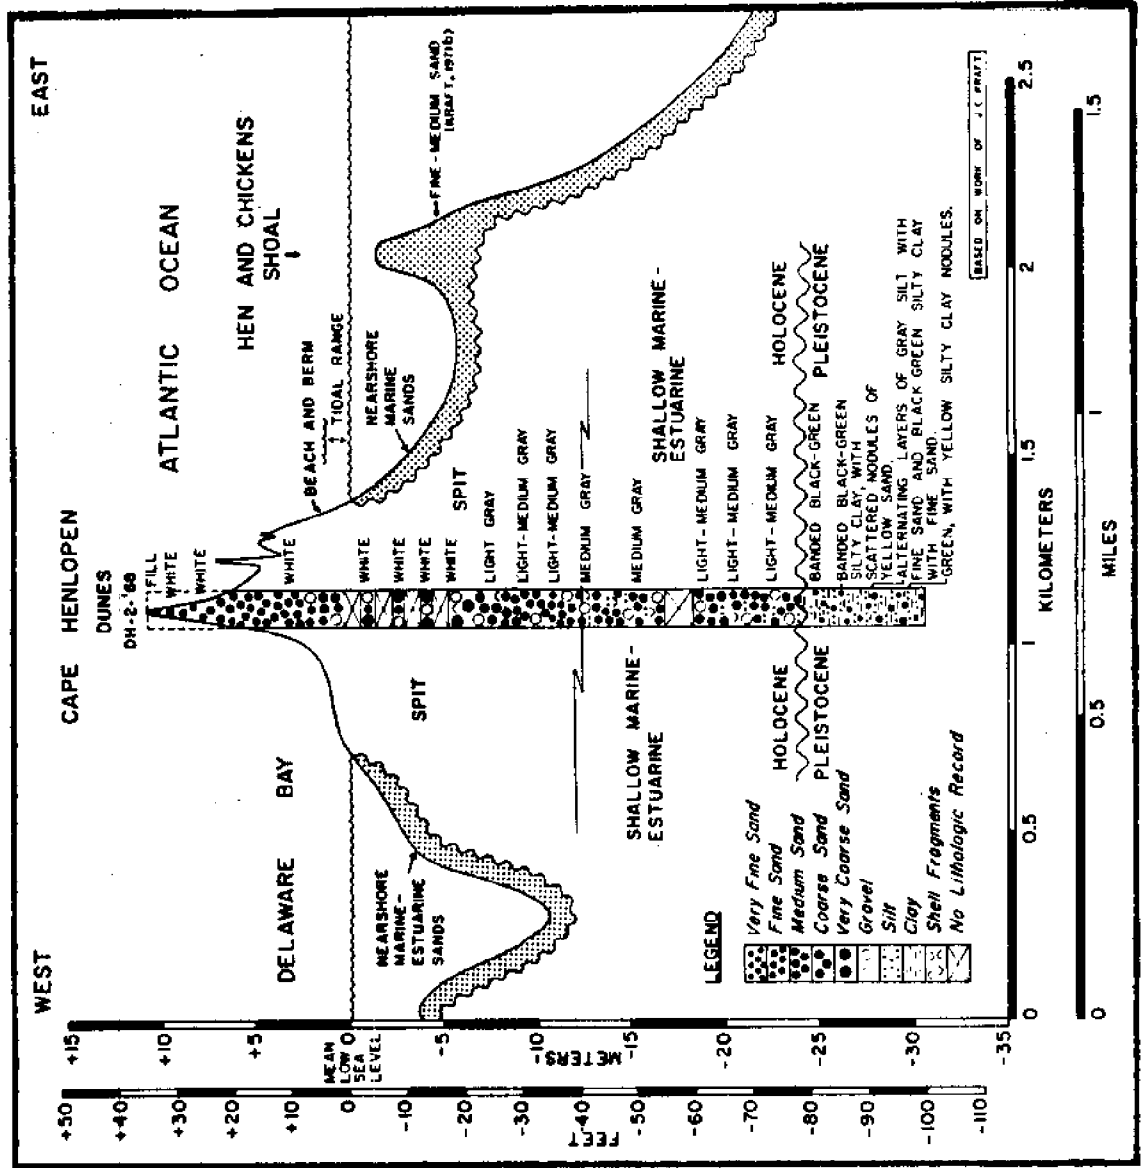 WEST
EAST
CAPE HENLOPEN
DUNES
DH-2-'68
DELAWARE BAY
ATLANTIC OCEAN
HEN AND CHICKENS
SHOAL
FILL
WHITE
WHITE
WHITE
WHITE
WHITE
WHITE
WHITE
LIGHT GRAY
LIGHT-MEDIUM GRAY
LIGHT-MEDIUM GRAY
MEDIUM GRAY
MEDIUM GRAY
LIGHT-MEDIUM GRAY
LIGHT-MEDIUM GRAY
LIGHT-MEDIUM GRAY
BANDED BLACK-GREEN
BANDED BLACK-GREEN
SILTY CLAY, WITH
SCATTERED NODULES OF
YELLOW SAND.
ALTERNATING LAYERS OF GRAY SILT WITH
FINE SAND AND BLACK GREEN SILTY CLAY
WITH FINE SAND.
GREEN, WITH YELLOW SILTY CLAY NODULES.
BEACH AND BERM
TIDAL RANGE
NEARSHORE
MARINE
SANDS
FINE-MEDIUM SAND
(KRAFT, 1971b)
NEARSHORE
MARINE-
ESTUARINE
SANDS
SPIT
SPIT
SHALLOW MARINE-
ESTUARINE
SHALLOW MARINE-
ESTUARINE
HOLOCENE
PLEISTOCENE
HOLOCENE
PLEISTOCENE
LEGEND
Very Fine Sand
Fine Sand
Medium Sand
Coarse Sand
Very Coarse Sand
Gravel
Silt
Clay
Shell Fragments
No Lithologic Record
BASED ON WORK OF J.C. KRAFT
+50
+40
+30
+20
+10
0
-10
-20
-30
-40
-50
-60
-70
-80
-90
-100
-110
FEET
+15
+10
+5
0
-5
-10
-15
-20
-25
-30
-35
METERS
MEAN
LOW
SEA
LEVEL
0
0.5
1
1.5
2
2.5
KILOMETERS
0
0.5
1
1.5
MILES